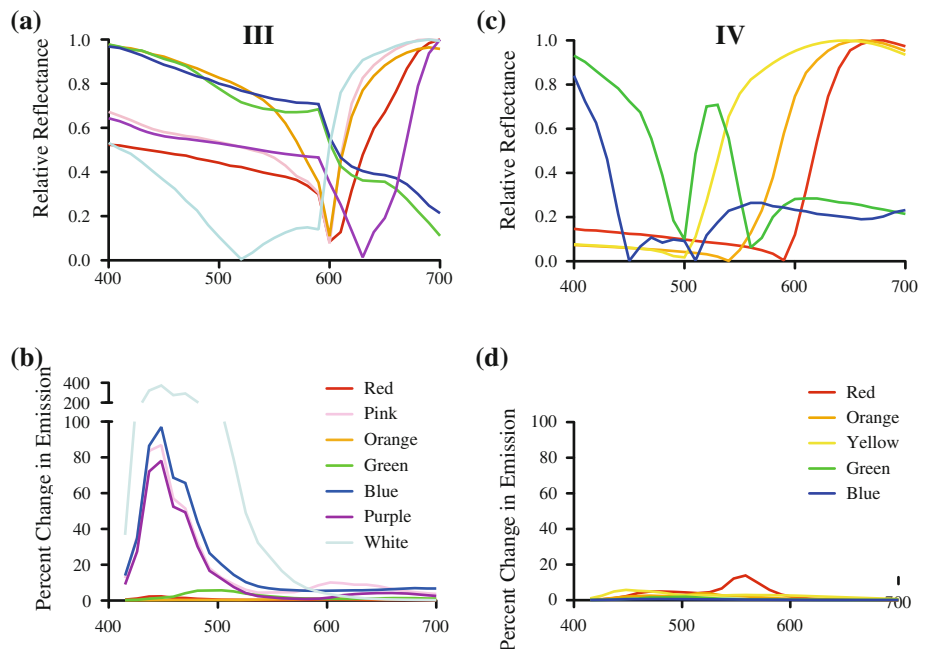 (a)
III
Relative Reflectance
1.0
0.8
0.6
0.4
0.2
0.0
400
500
600
700
(c)
IV
Relative Reflectance
1.0
0.8
0.6
0.4
0.2
0.0
400
500
600
700
(b)
Percent Change in Emission
400
200
100
80
60
40
20
0
400
500
600
700
Red
Pink
Orange
Green
Blue
Purple
White
(d)
Percent Change in Emission
100
80
60
40
20
0
400
500
600
700
Red
Orange
Yellow
Green
Blue